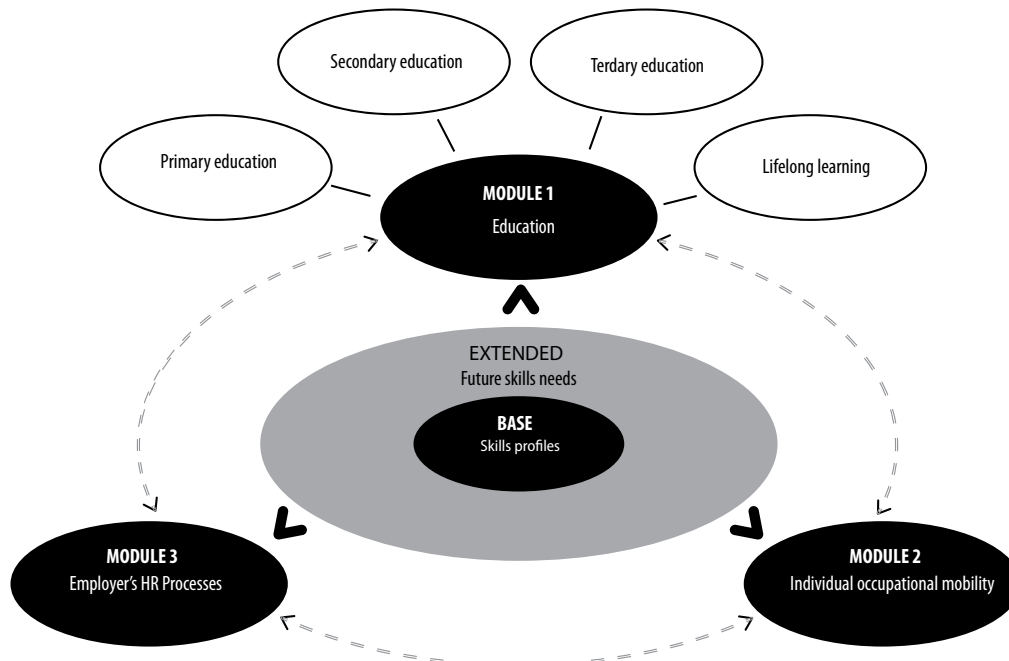 Secondary education
Terdary education
Primary education
Lifelong learning
MODULE 1
Education
EXTENDED
Future skills needs
BASE
Skills profiles
MODULE 3
Employer's HR Processes
MODULE 2
Individual occupational mobility